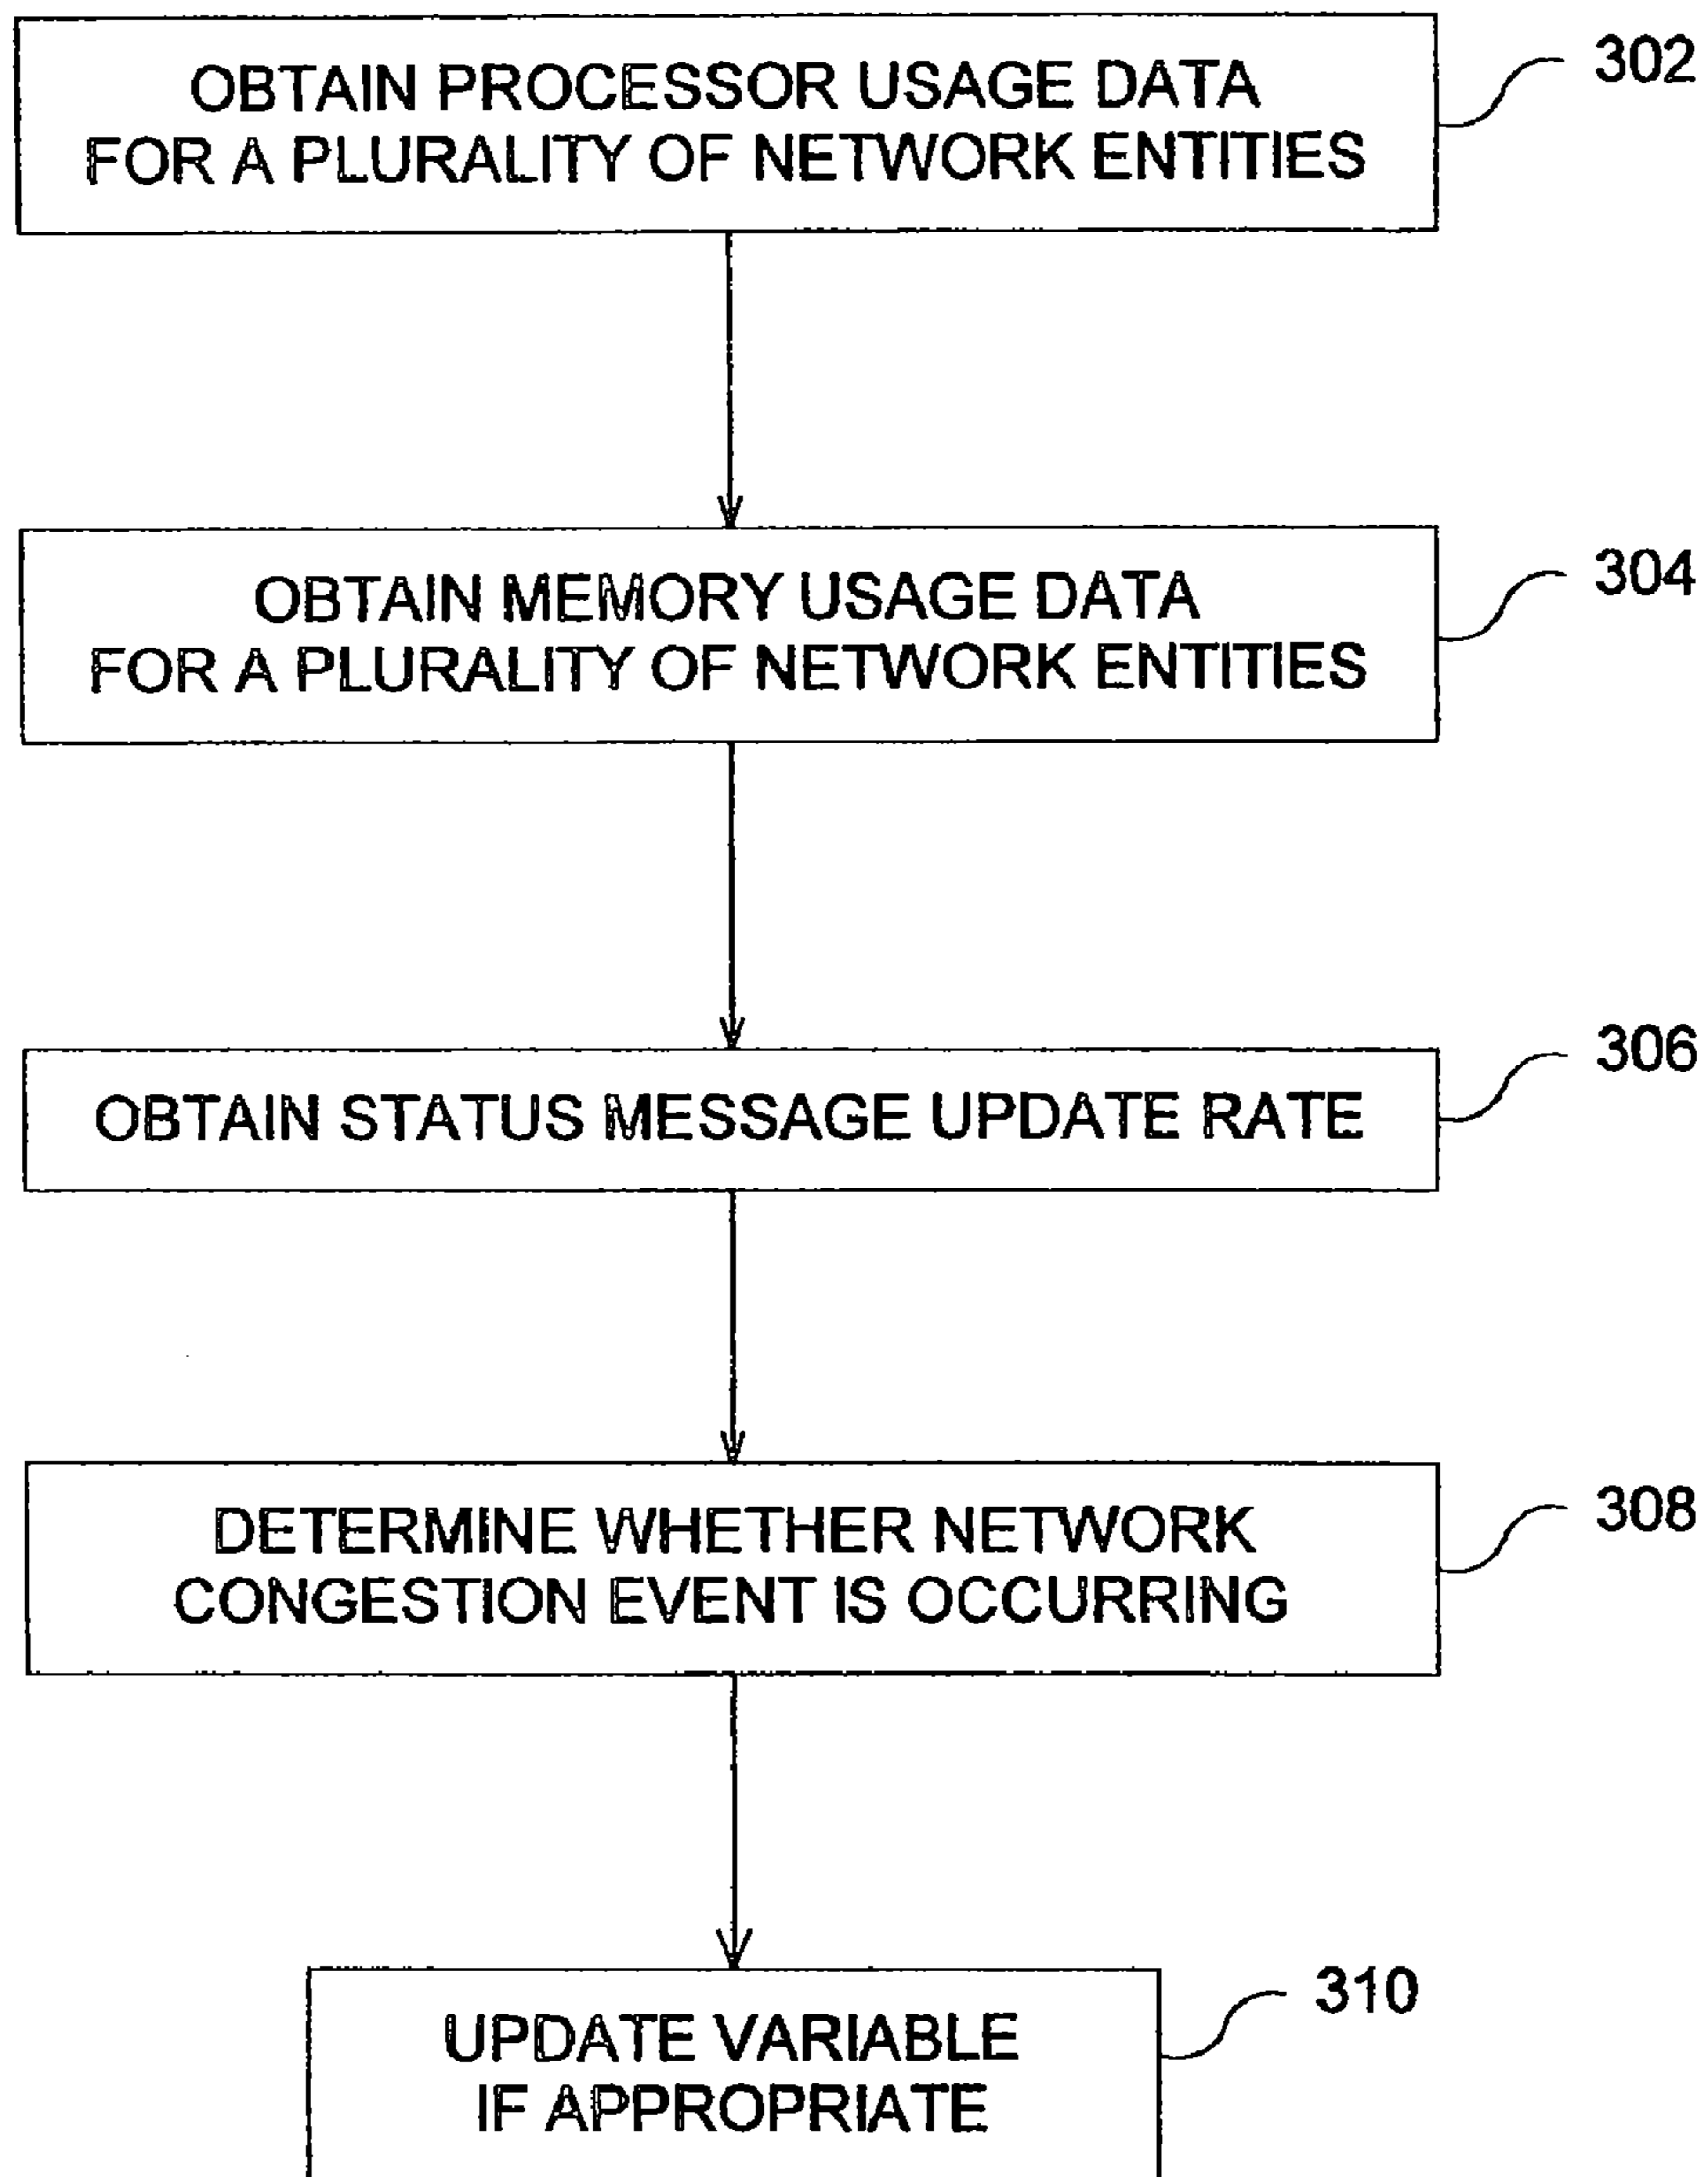 OBTAIN PROCESSOR USAGE DATA
FOR A PLURALITY OF NETWORK ENTITIES
302
OBTAIN MEMORY USAGE DATA
FOR A PLURALITY OF NETWORK ENTITIES
304
OBTAIN STATUS MESSAGE UPDATE RATE
306
DETERMINE WHETHER NETWORK
CONGESTION EVENT IS OCCURRING
308
UPDATE VARIABLE
IF APPROPRIATE
310